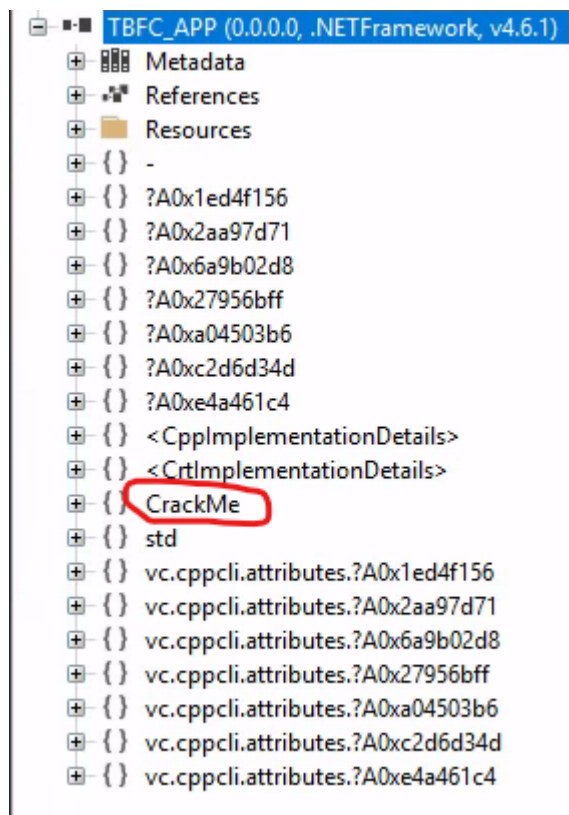 TBFC_APP (0.0.0.0, .NETFramework, v4.6.1)
Metadata
References
Resources
{ } -
{ } ?A0x1ed4f156
{ } ?A0x2aa97d71
{ } ?A0x6a9b02d8
{ } ?A0x27956bff
{ } ?A0xa04503b6
{ } ?A0xc2d6d34d
{ } ?A0xe4a461c4
{ } <CppImplementationDetails>
{ } <CrtImplementationDetails>
{ } CrackMe
{ } std
{ } vc.cppcli.attributes.?A0x1ed4f156
{ } vc.cppcli.attributes.?A0x2aa97d71
{ } vc.cppcli.attributes.?A0x6a9b02d8
{ } vc.cppcli.attributes.?A0x27956bff
{ } vc.cppcli.attributes.?A0xa04503b6
{ } vc.cppcli.attributes.?A0xc2d6d34d
{ } vc.cppcli.attributes.?A0xe4a461c4